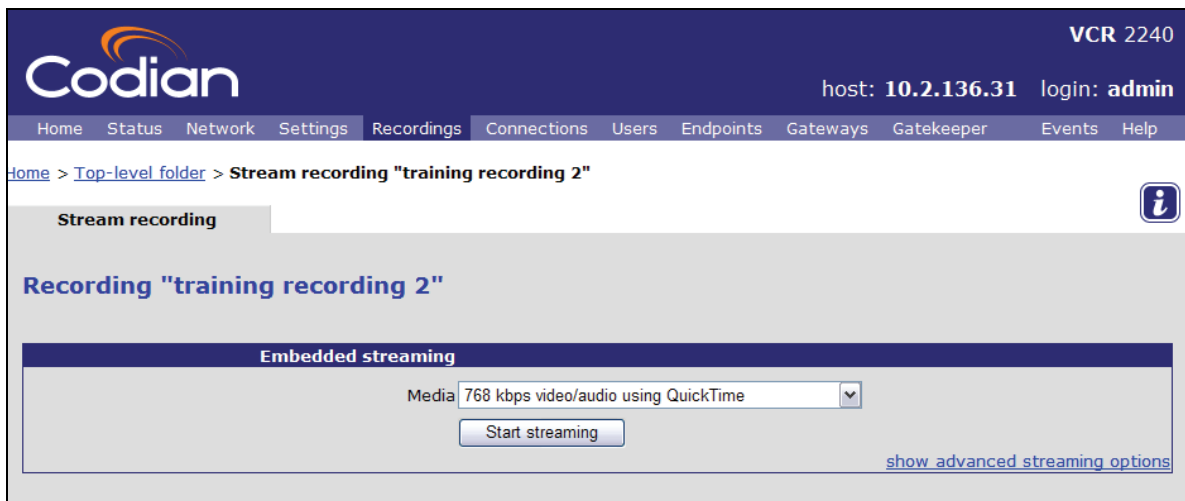 Codian
VCR 2240
host: 10.2.136.31 login: admin
Home Status Network Settings Recordings Connections Users Endpoints Gateways Gatekeeper Events Help
Home > Top-level folder > Stream recording "training recording 2"
i
Stream recording
Recording "training recording 2"
Embedded streaming
Media 768 kbps video/audio using QuickTime
Start streaming
show advanced streaming options